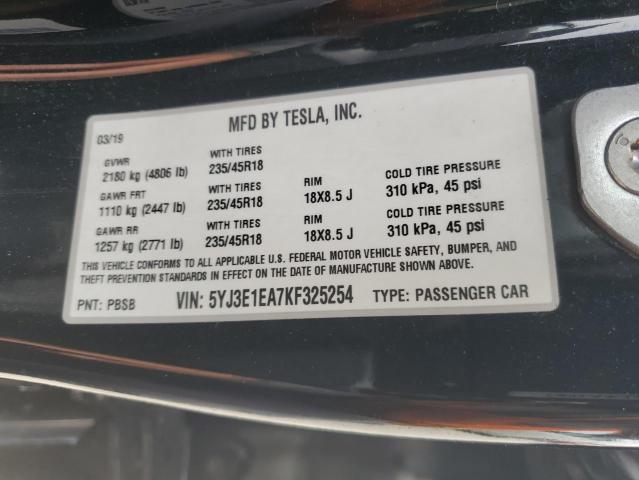 03/19 MFD BY TESLA, INC.
GVWR WITH TIRES
2180 kg (4806 lb) 235/45R18
GAWR FRT WITH TIRES RIM COLD TIRE PRESSURE
1110 kg (2447 lb) 235/45R18 18X8.5 J 310 kPa, 45 psi
GAWR RR WITH TIRES RIM COLD TIRE PRESSURE
1257 kg (2771 lb) 235/45R18 18X8.5 J 310 kPa, 45 psi
THIS VEHICLE CONFORMS TO ALL APPLICABLE U.S. FEDERAL MOTOR VEHICLE SAFETY, BUMPER, AND
THEFT PREVENTION STANDARDS IN EFFECT ON THE DATE OF MANUFACTURE SHOWN ABOVE.
PNT: PBSB VIN: 5YJ3E1EA7KF325254 TYPE: PASSENGER CAR